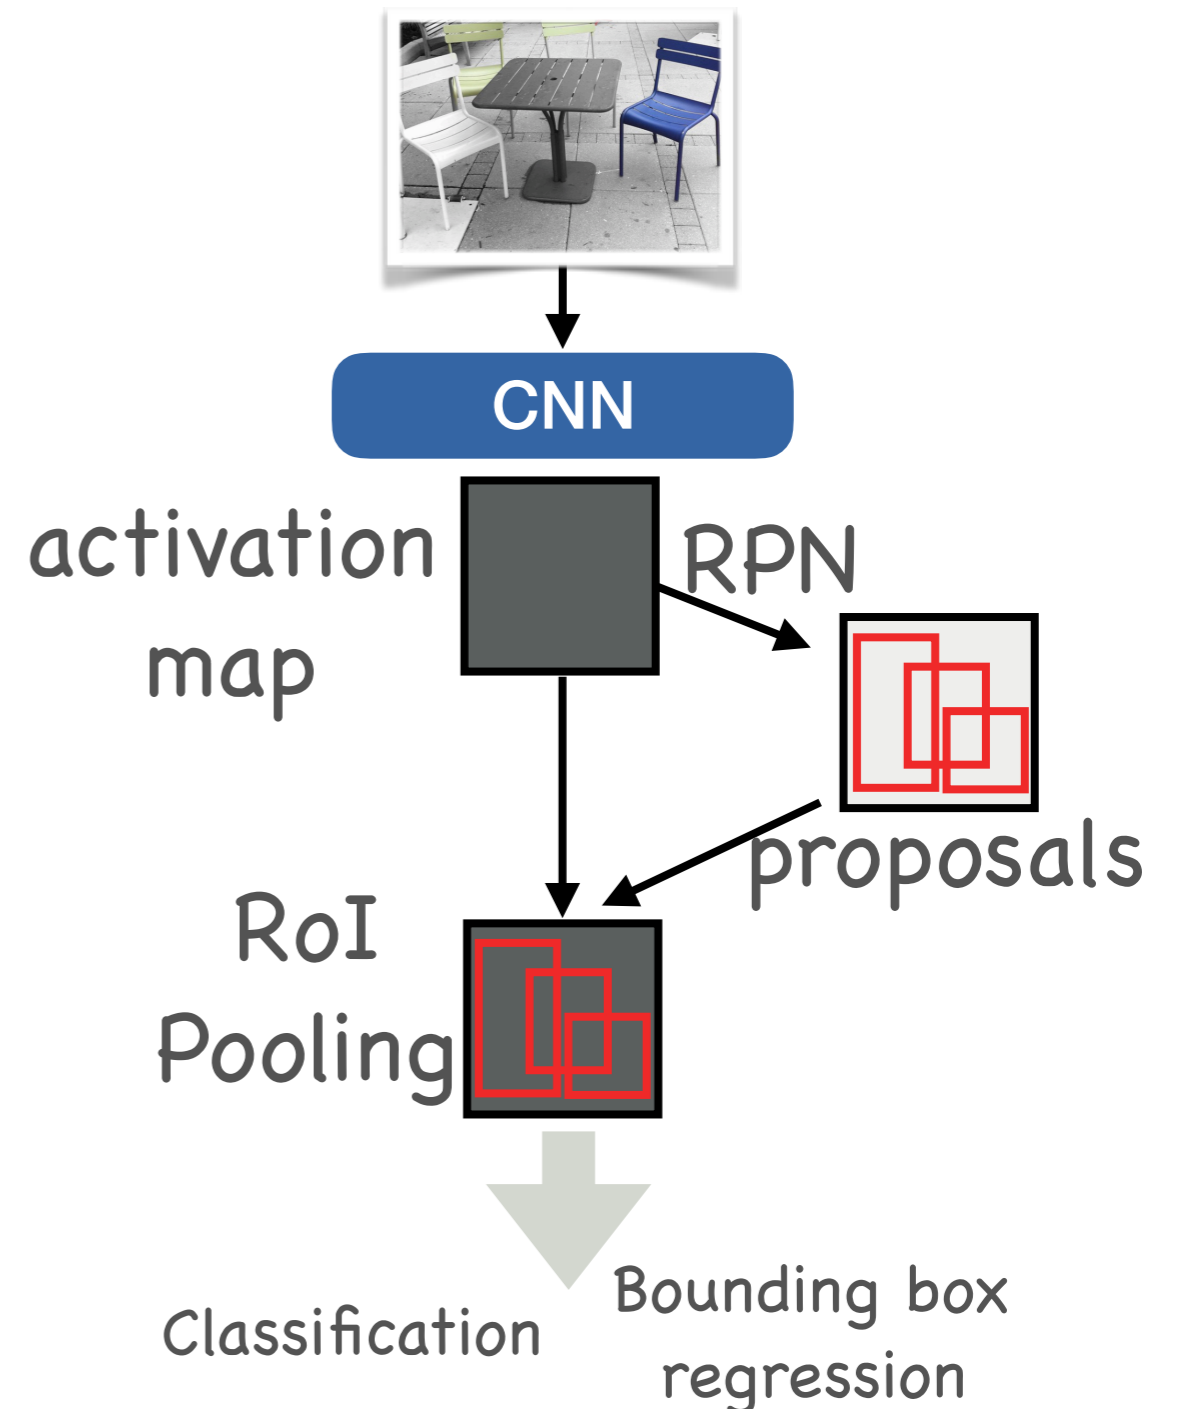 CNN
activation
map
RPN
proposals
RoI
Pooling
Classification
Bounding box
regression